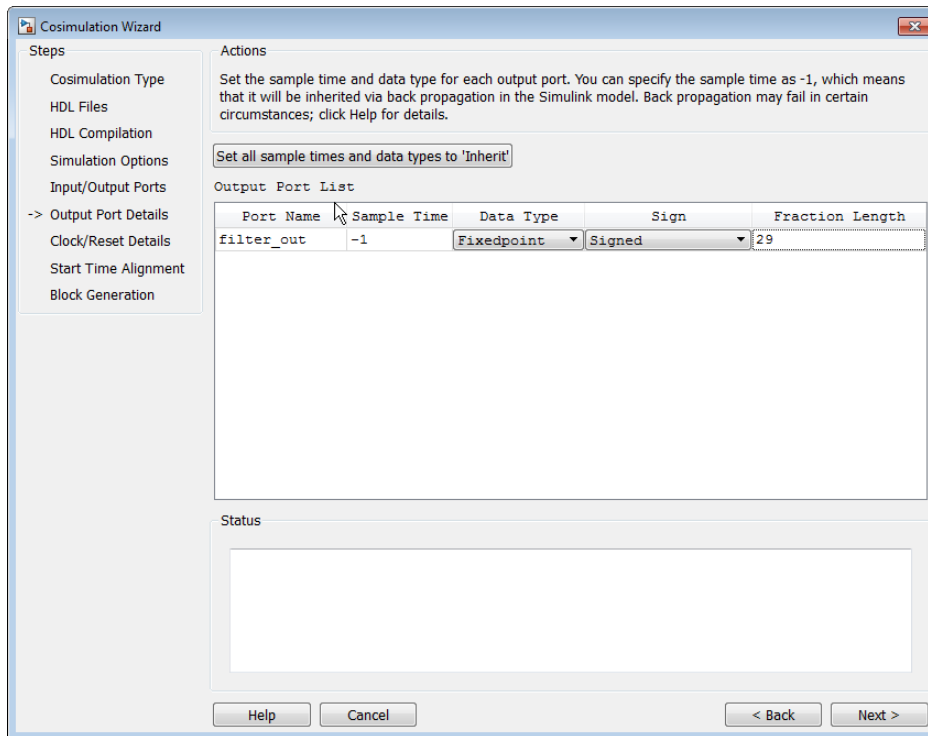 Cosimulation Wizard
Steps
Cosimulation Type
HDL Files
HDL Compilation
Simulation Options
Input/Output Ports
-> Output Port Details
Clock/Reset Details
Start Time Alignment
Block Generation
Actions
Set the sample time and data type for each output port. You can specify the sample time as -1, which means
that it will be inherited via back propagation in the Simulink model. Back propagation may fail in certain
circumstances; click Help for details.
Set all sample times and data types to 'Inherit'
Output Port List
Port Name Sample Time Data Type Sign Fraction Length
filter_out -1 Fixedpoint Signed 29
Status
Help Cancel < Back Next >